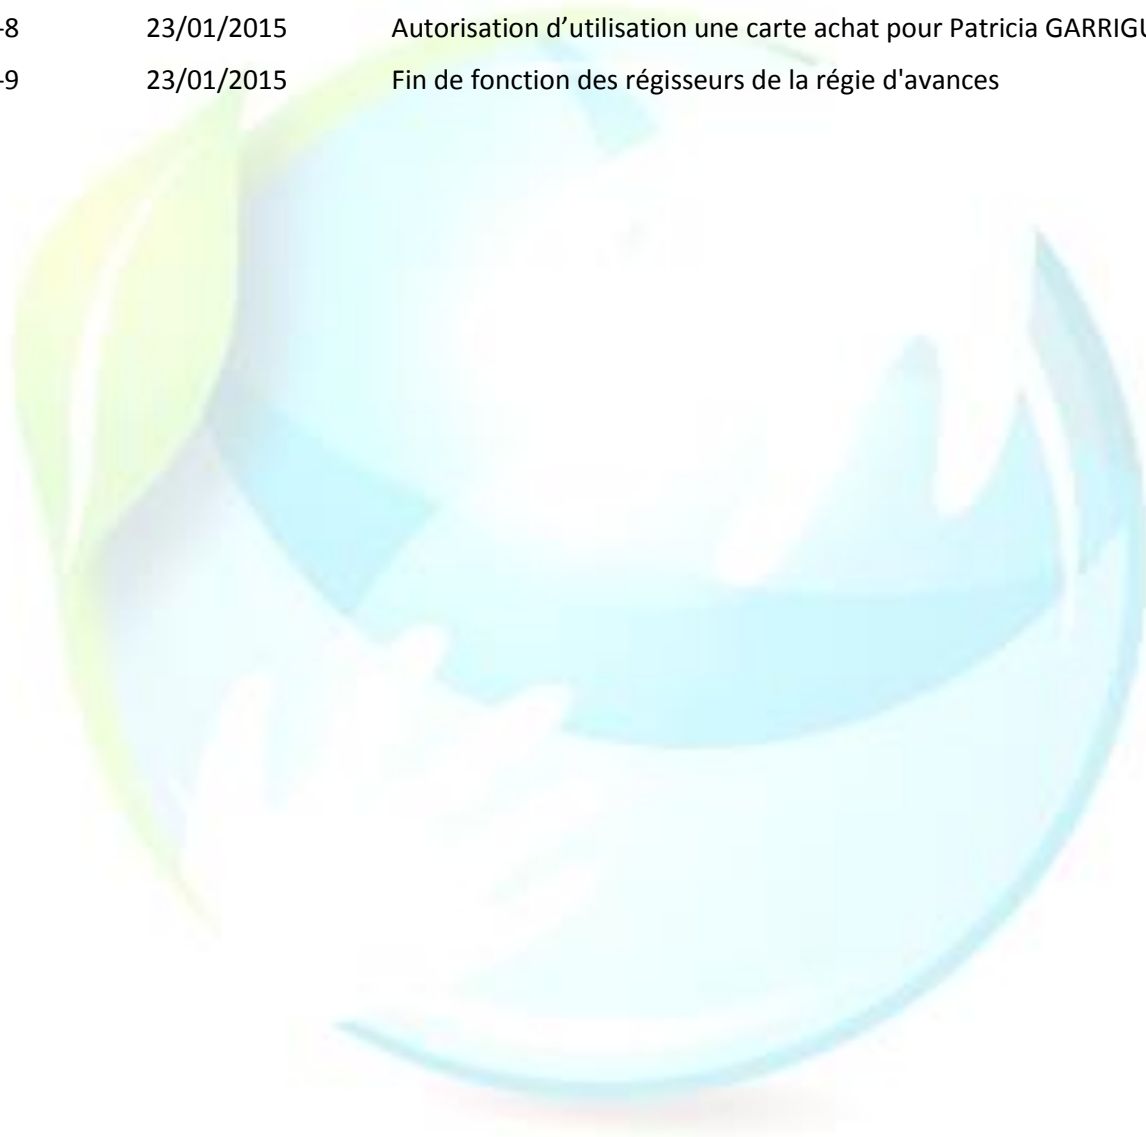 -8 23/01/2015 Autorisation d’utilisation une carte achat pour Patricia
-9 23/01/2015 Fin de fonction des régisseurs de la régie d'avances